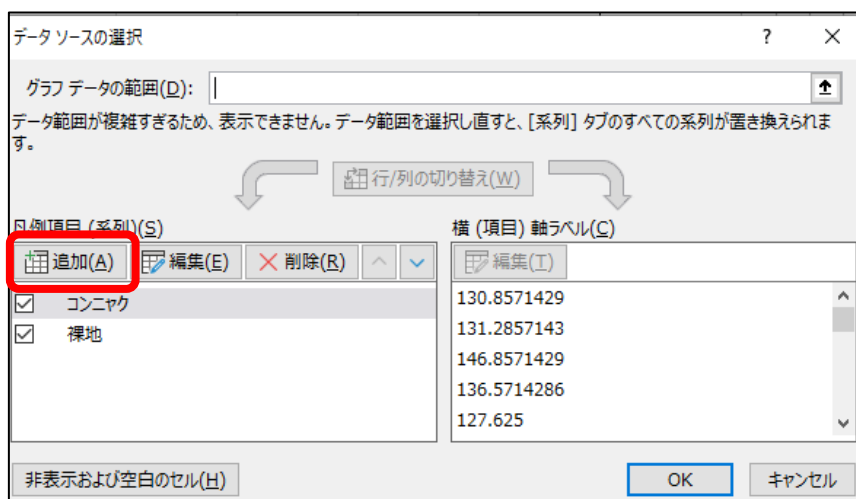 データ ソースの選択 ? ×
グラフ データの範囲(D):
データ範囲が複雑すぎるため、表示できません。データ範囲を選択し直すと、[系列] タブのすべての系列が置き換えられま
す。
行/列の切り替え(W)
凡例項目 (系列)(S)
追加(A) 編集(E) 削除(R)
コンニャク
裸地
横 (項目) 軸ラベル(C)
編集(T)
130.8571429
131.2857143
146.8571429
136.5714286
127.625
非表示および空白のセル(H) OK キャンセル